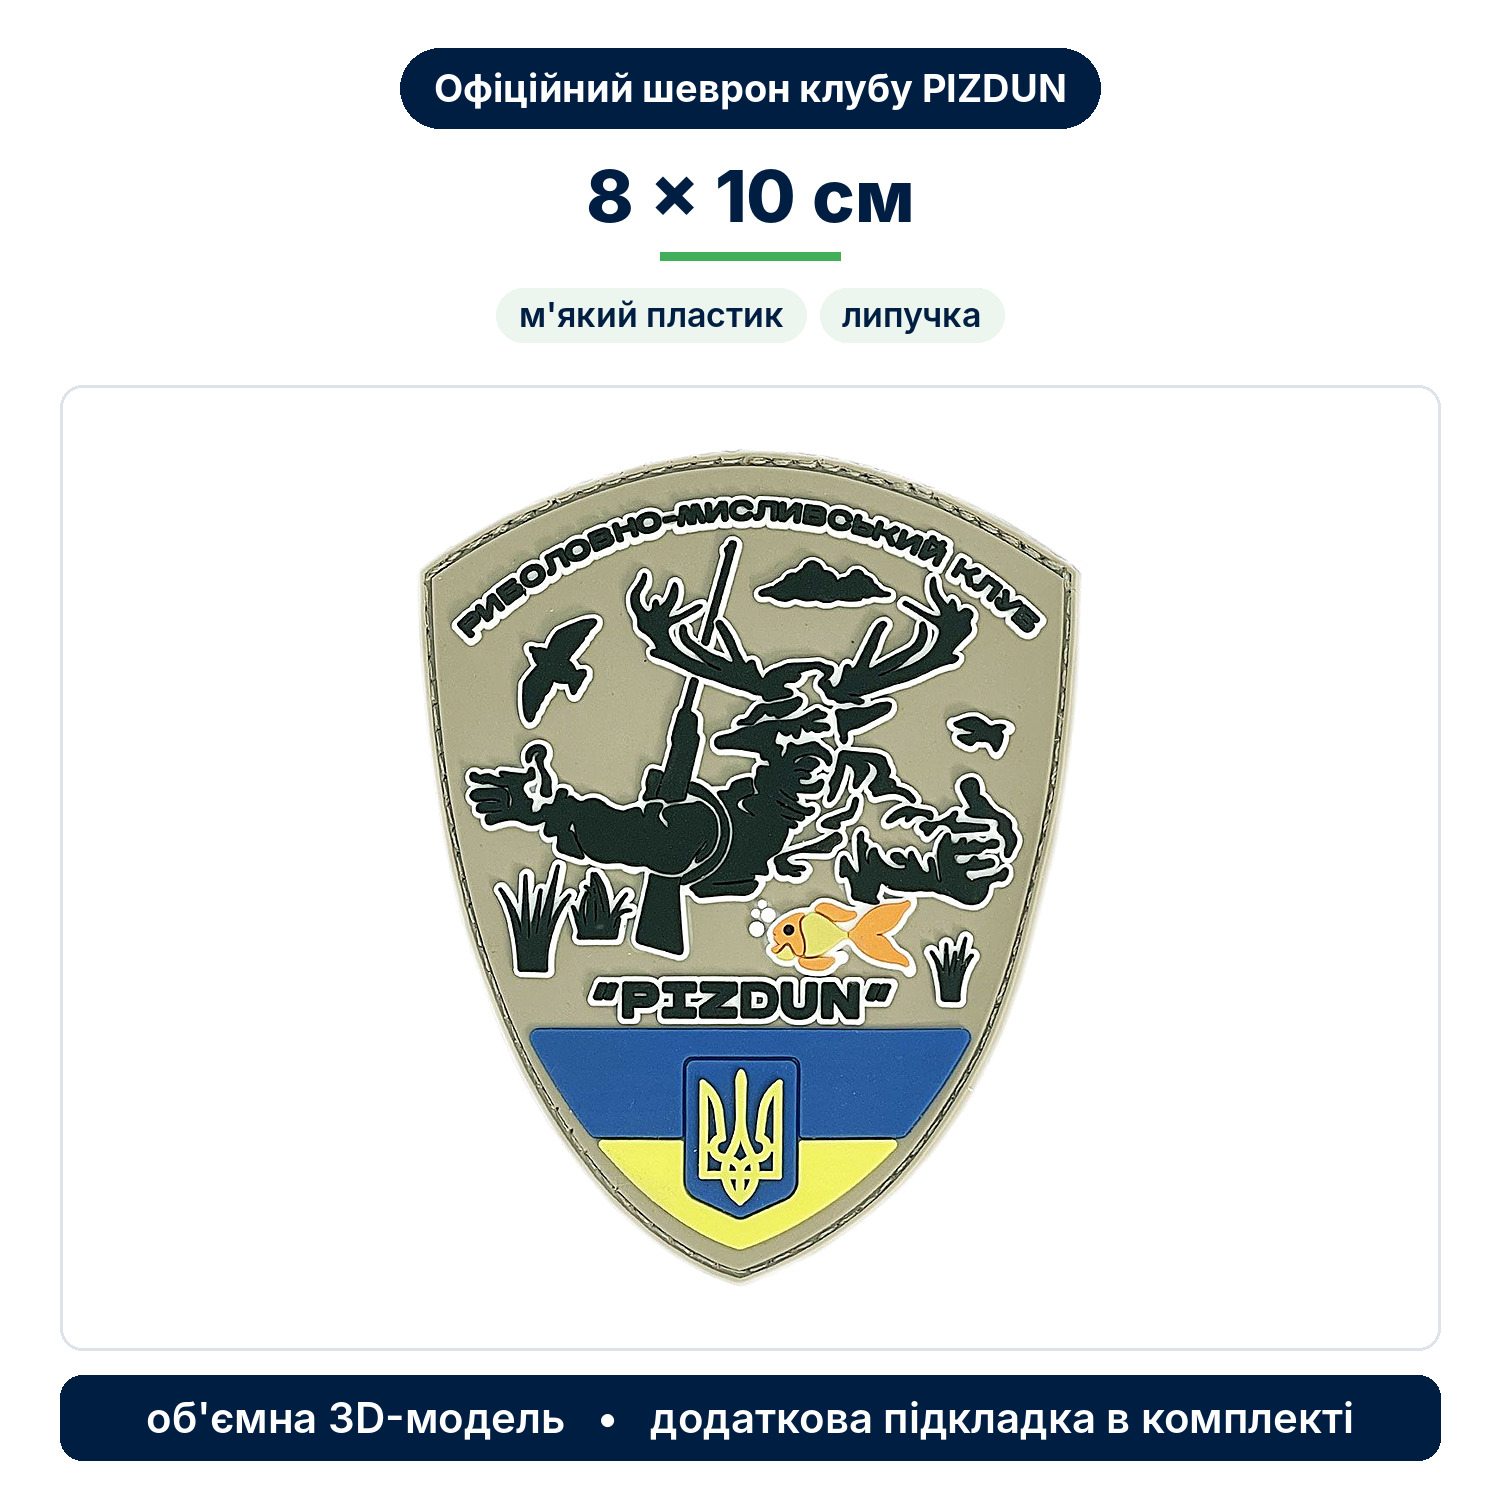 Офіційний шеврон клубу PIZDUN
8 × 10 см
м'який пластик липучка
РИБОЛОВНО-МИСЛИВСЬКИЙ КЛУБ
"PIZDUN"
об'ємна 3D-модель • додаткова підкладка в комплекті